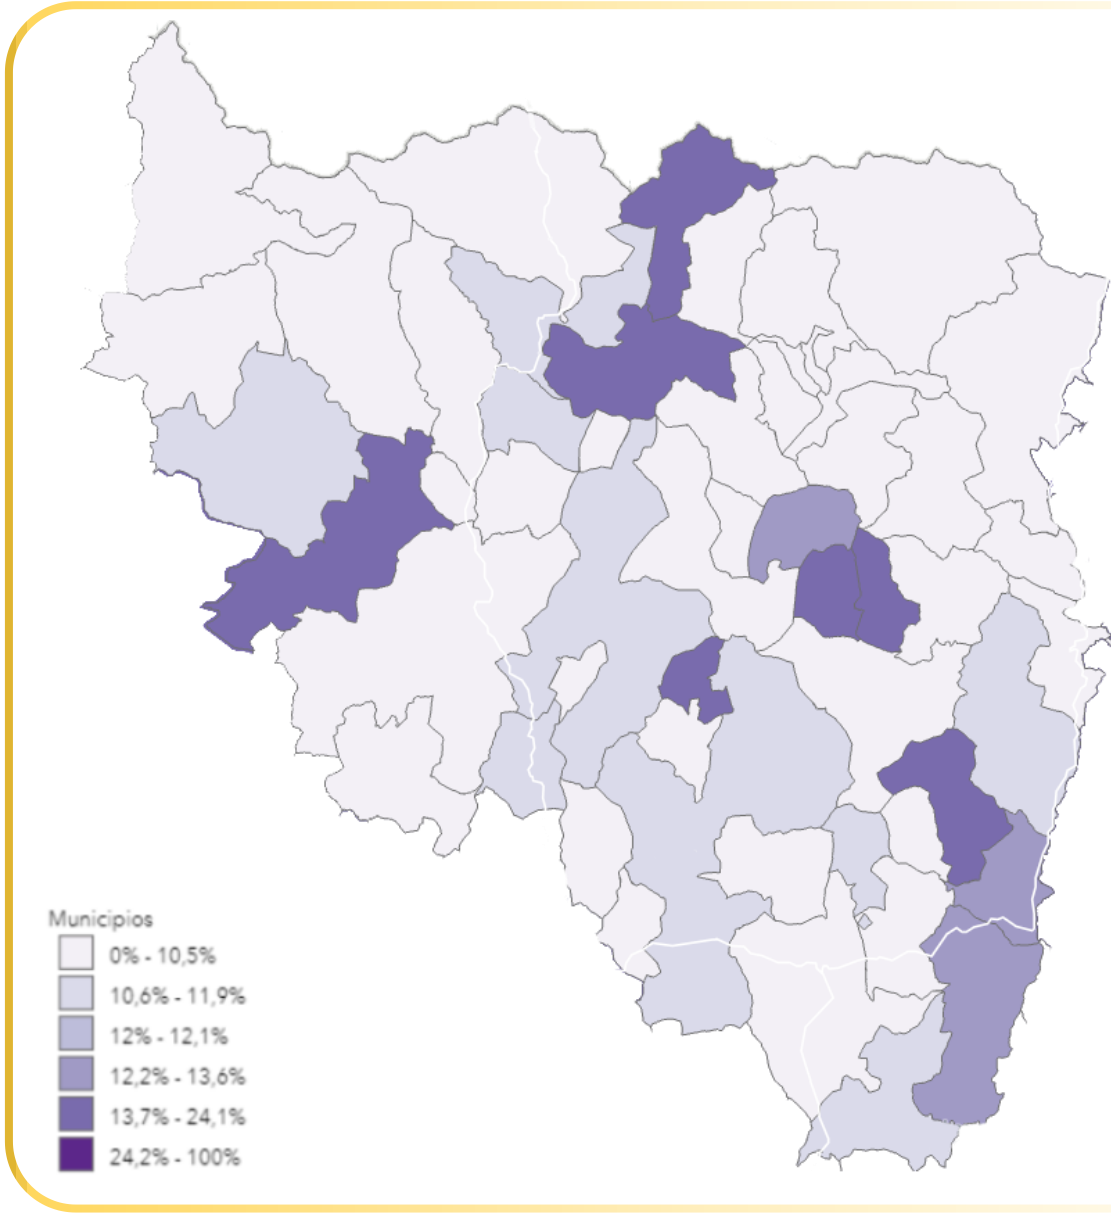 Municipios
0% - 10,5%
10,6% - 11,9%
12% - 12,1%
12,2% - 13,6%
13,7% - 24,1%
24,2% - 100%